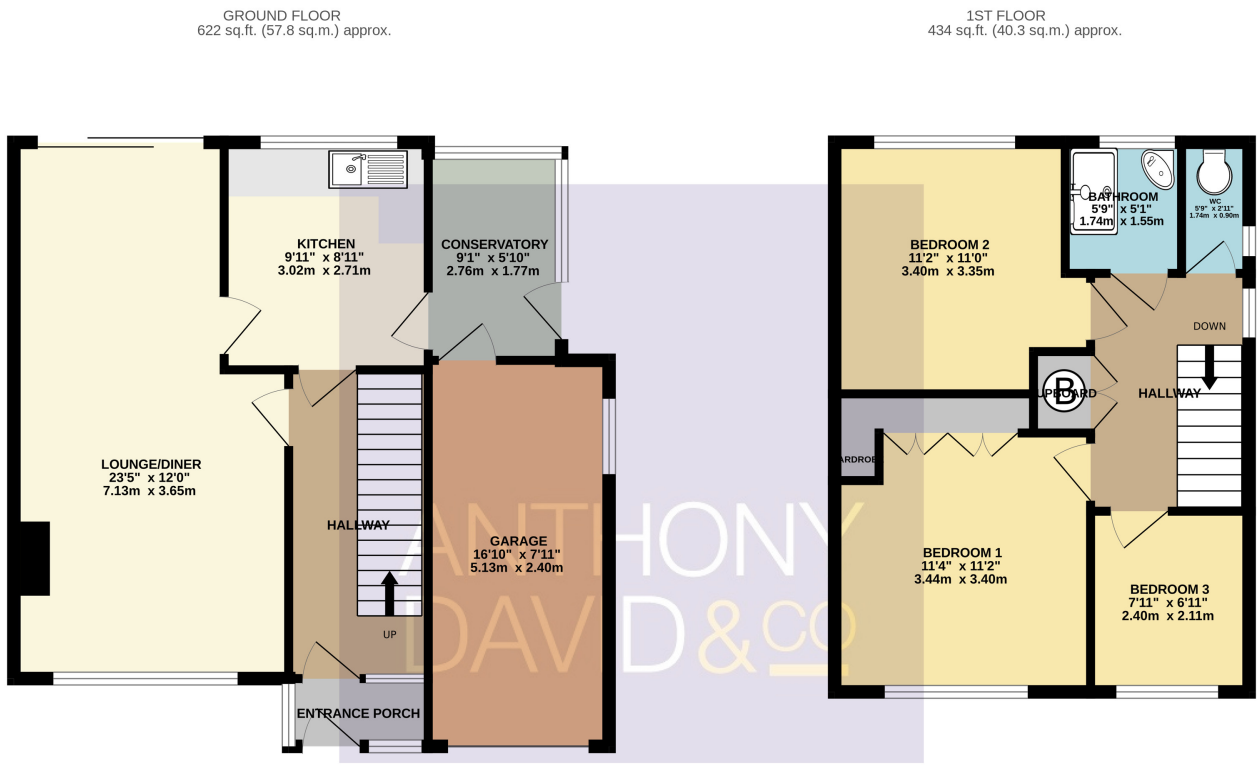 GROUND FLOOR
622 sq.ft. (57.8 sq.m.) approx.
1ST FLOOR
434 sq.ft. (40.3 sq.m.) approx.
KITCHEN
9'11" x 8'11"
3.02m x 2.71m
CONSERVATORY
9'1" x 5'10"
2.76m x 1.77m
LOUNGE/DINER
23'5" x 12'0"
7.13m x 3.65m
HALLWAY
UP
GARAGE
16'10" x 7'11"
5.13m x 2.40m
ENTRANCE PORCH
BEDROOM 2
11'2" x 11'0"
3.40m x 3.35m
BATHROOM
5'9" x 5'1"
1.74m x 1.55m
WC
5'9" x 2'11"
1.74m x 0.90m
DOWN
B
UPBOARD
HALLWAY
ARDROBE
BEDROOM 1
11'4" x 11'2"
3.44m x 3.40m
BEDROOM 3
7'11" x 6'11"
2.40m x 2.11m
ANTHONY
DAVID & CO